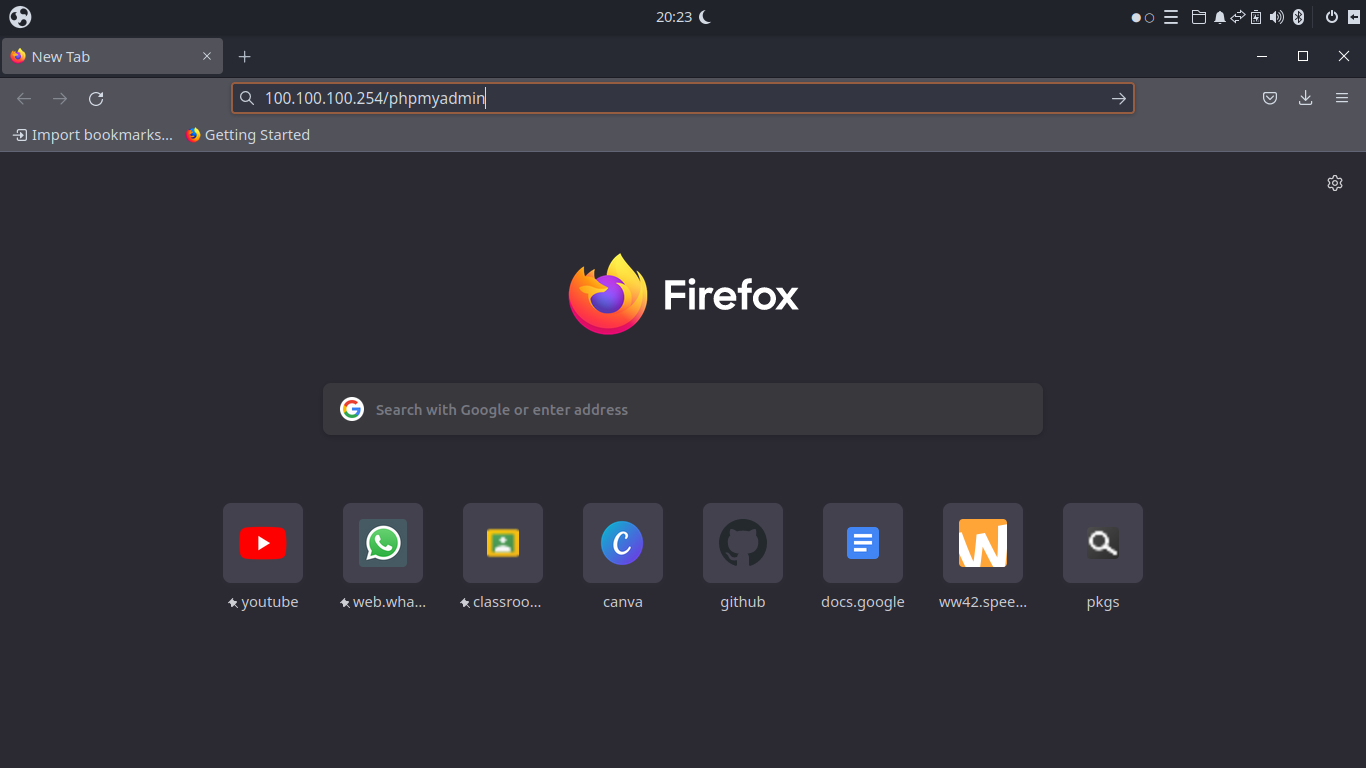 20:23
New Tab
100.100.100.254/phpmyadmin
Import bookmarks... Getting Started
Firefox
Search with Google or enter address
youtube web.wha... classroo... canva github docs.google ww42.spee... pkgs